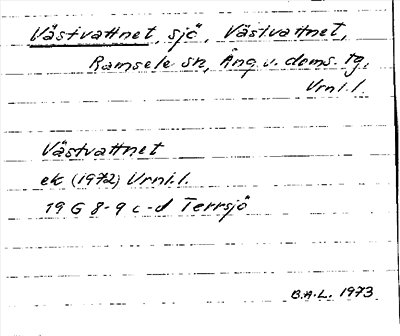 Västvattnet, sjö, Västvattnet,
Ramsele sn, Ång. v. doms. tg,
Vrnl.l.
Västvattnet
ek (1972) Vrnl.l.
19 G 8-9 c-d Terrsjö
B.A.L. 1973